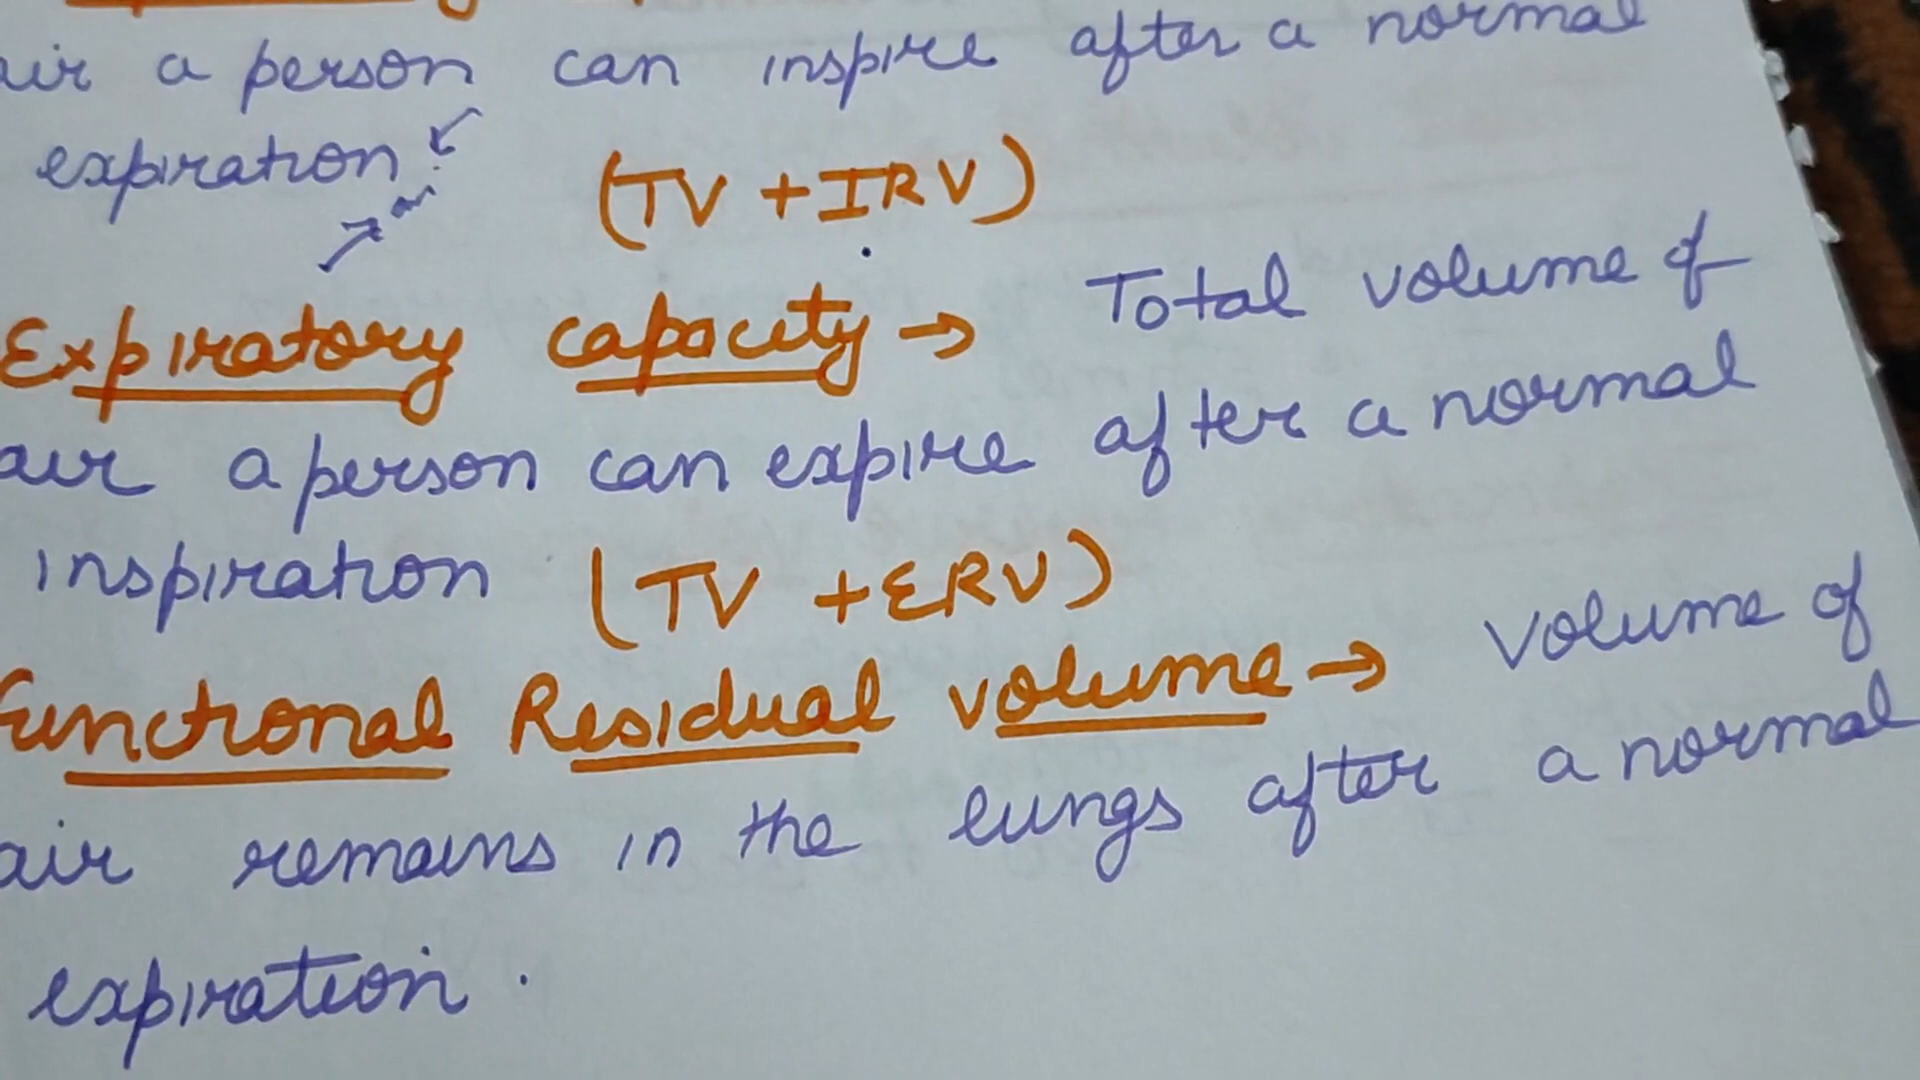 air a person can inspire after a normal
expiration
(TV + IRV)
Expiratory capacity → Total volume of
air a person can expire after a normal
inspiration (TV + ERV)
Functional Residual volume → volume of
air remains in the lungs after a normal
expiration.